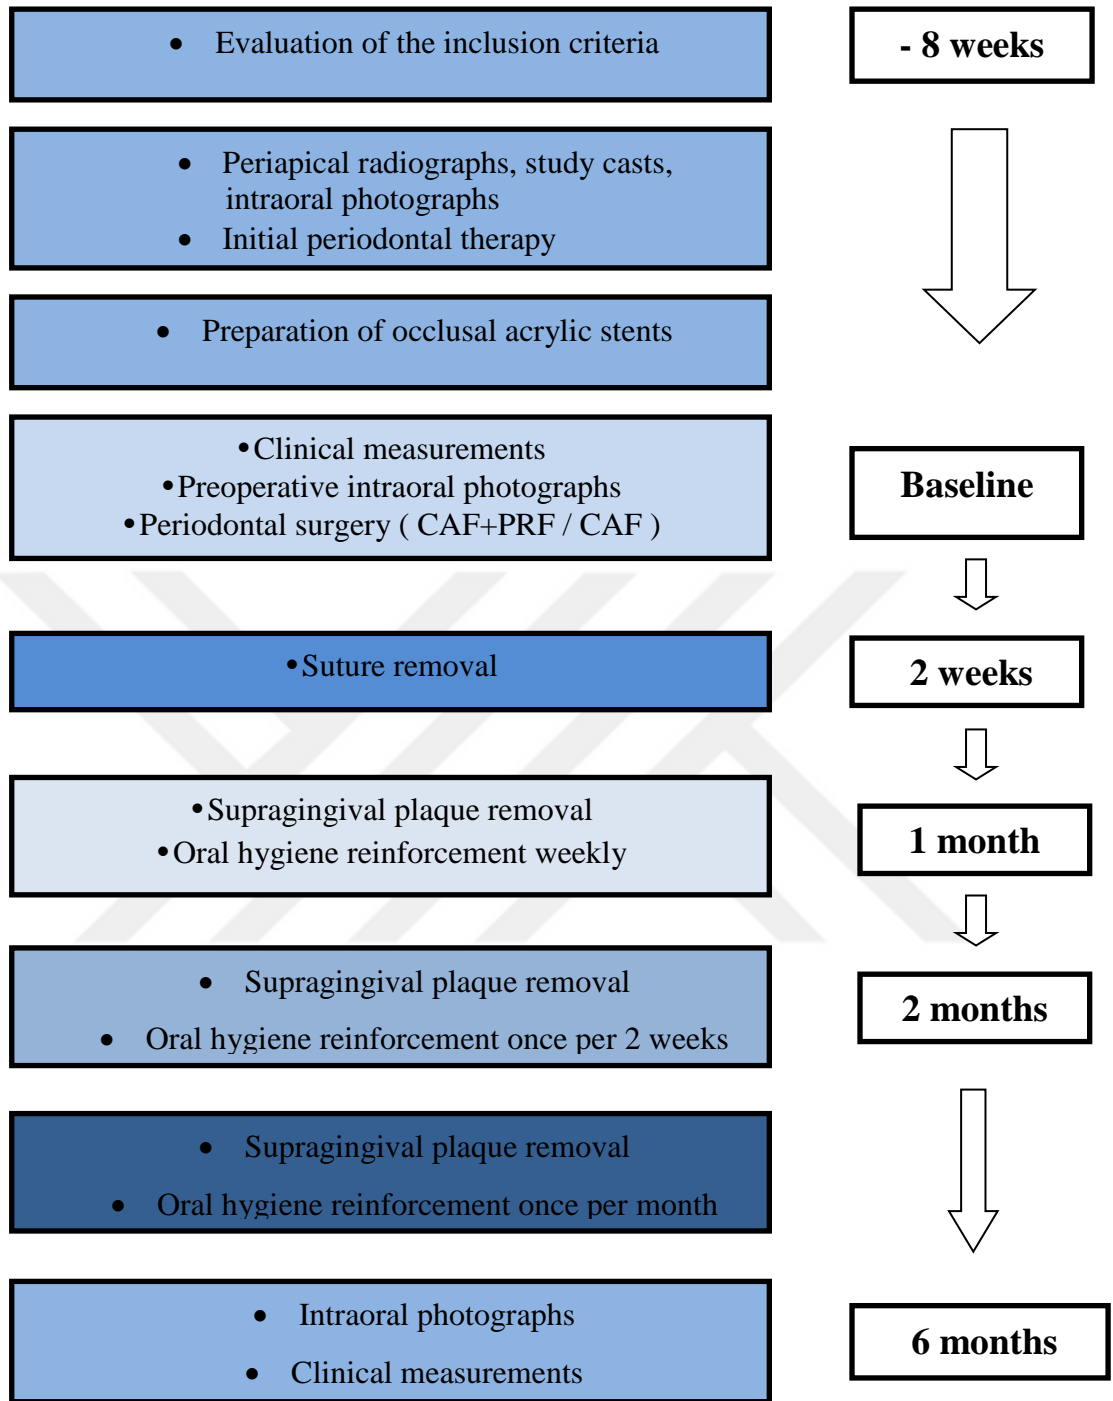 • Evaluation of the inclusion criteria
- 8 weeks
• Periapical radiographs, study casts,
intraoral photographs
• Initial periodontal therapy
• Preparation of occlusal acrylic stents
• Clinical measurements
• Preoperative intraoral photographs
• Periodontal surgery ( CAF+PRF / CAF )
Baseline
• Suture removal
2 weeks
• Supragingival plaque removal
• Oral hygiene reinforcement weekly
1 month
• Supragingival plaque removal
• Oral hygiene reinforcement once per 2 weeks
2 months
• Supragingival plaque removal
• Oral hygiene reinforcement once per month
• Intraoral photographs
• Clinical measurements
6 months